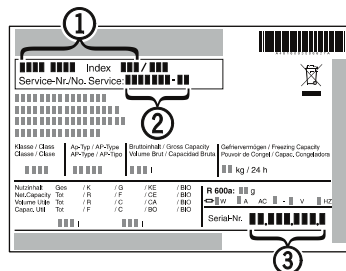 1
Index /
Service-Nr./No. Service: -
2
Klasse / Class
Classe / Clase
Ap-Typ / AP-Type
AP-Type / AP-Tipo
Bruttoinhalt / Gross Capacity
Volume Brut / Capacidad Bruta
Gefriervermögen / Freezing Capacity
Pouvoir de Congel / Capac, Congeladora
l
kg / 24 h
Nutzinhalt Ges / K / G / KE / BIO
Net.Capacity Tot / R / F / CE / BIO
Volume Utile Tot / R / C / CA / BIO
Capac, Util Tot / F / C / BO / BIO
l l
R 600a: g
W A AC - V HZ
Serial-Nr.
3